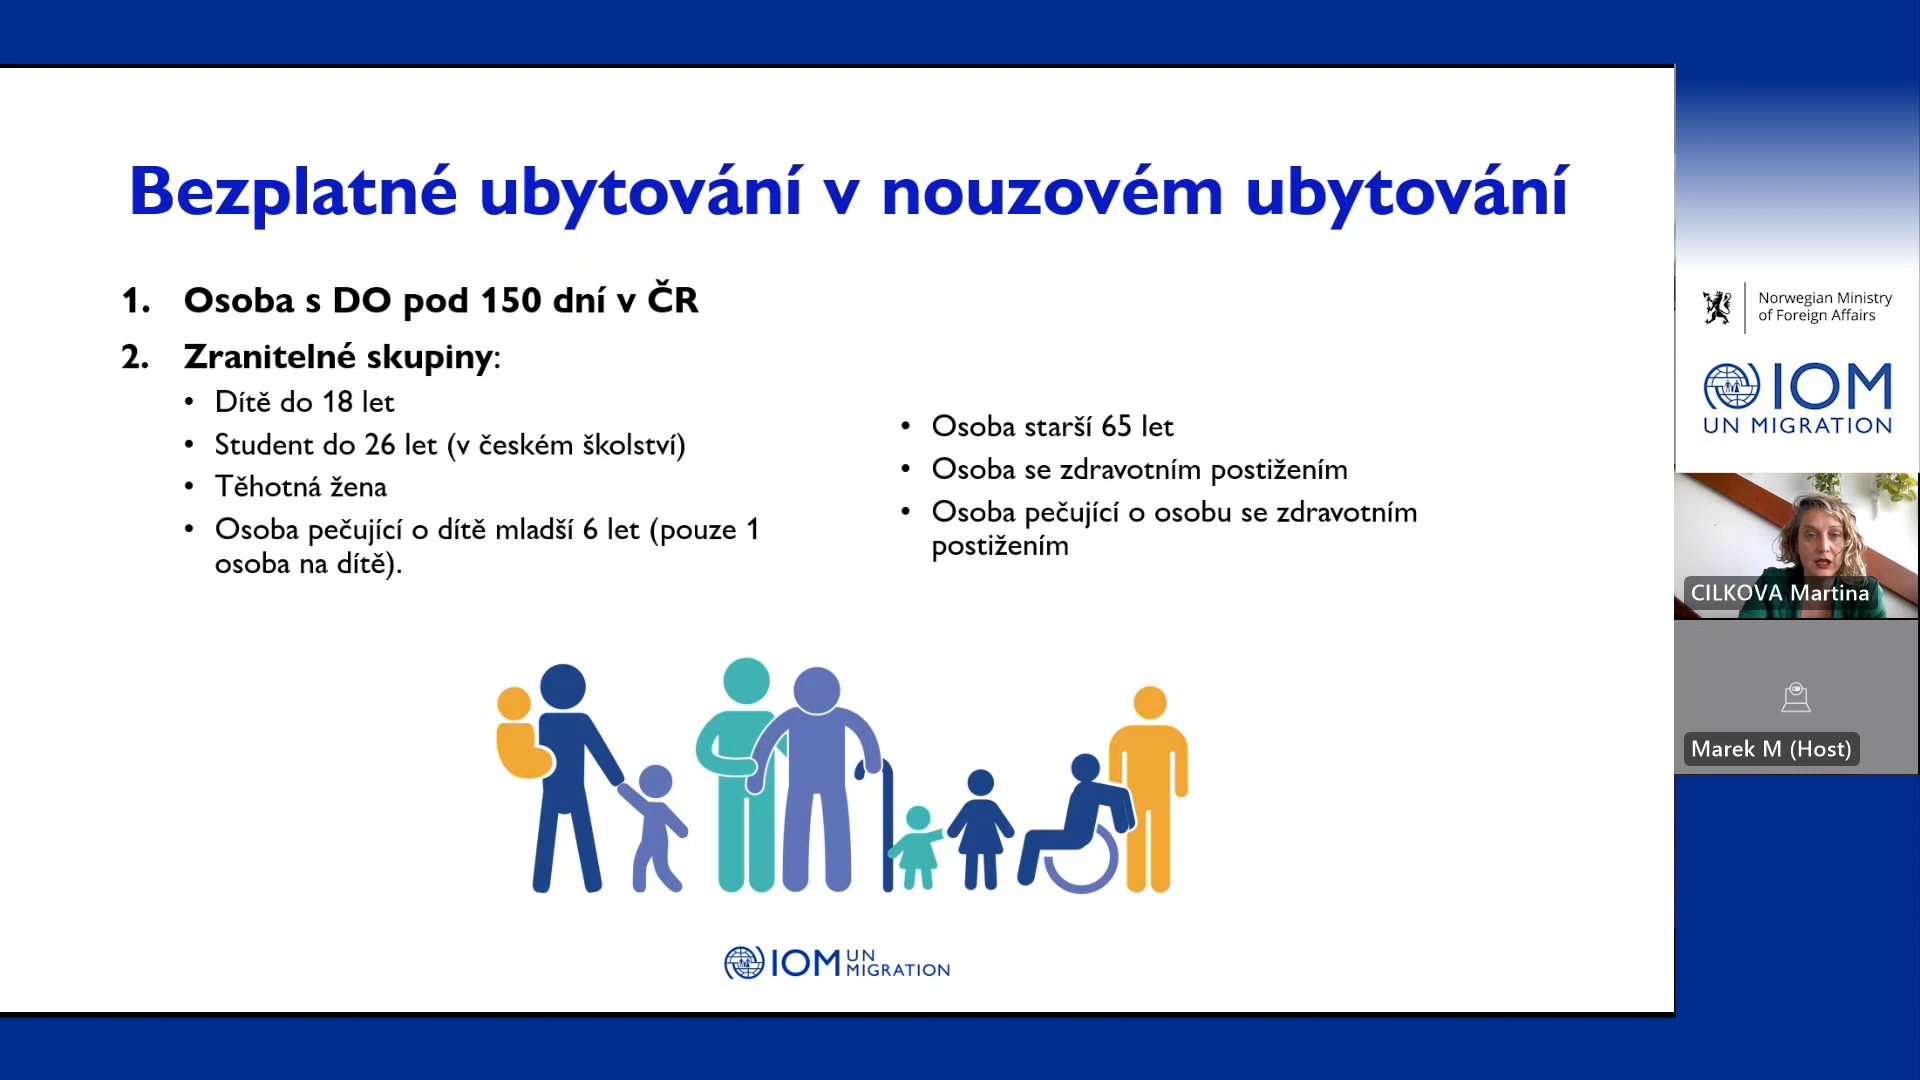 Bezplatné ubytování v nouzovém ubytování
1. Osoba s DO pod 150 dní v ČR
2. Zranitelné skupiny:
• Dítě do 18 let
• Student do 26 let (v českém školství)
• Těhotná žena
• Osoba pečující o dítě mladší 6 let (pouze 1
osoba na dítě).
• Osoba starší 65 let
• Osoba se zdravotním postižením
• Osoba pečující o osobu se zdravotním
postižením
IOM UN
MIGRATION
Norwegian Ministry
of Foreign Affairs
IOM
UN MIGRATION
CILKOVA Martina
Marek M (Host)